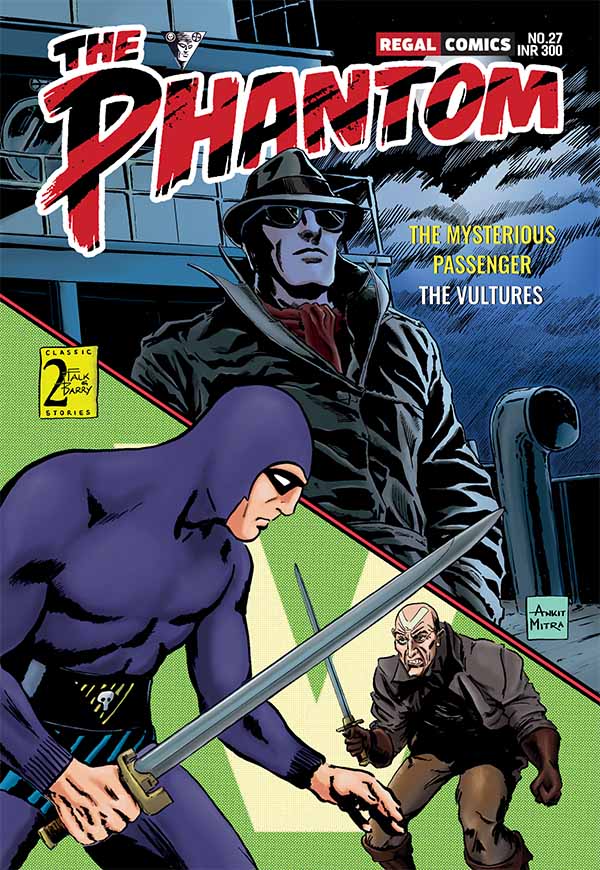 THE
PHANTOM
REGAL COMICS
NO.27
INR 300
THE MYSTERIOUS
PASSENGER
THE VULTURES
CLASSIC
2 FALK &
BARRY
STORIES
ANKIT
MITRA